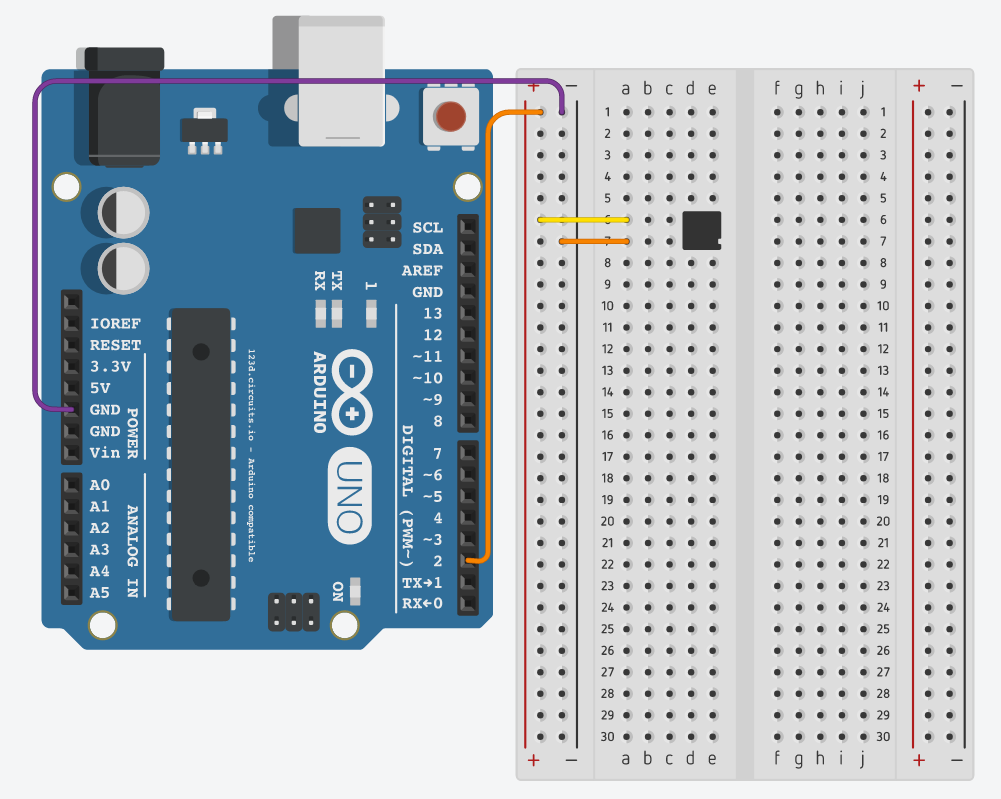 SCL
SDA
AREF
GND
13
12
~11
~10
~9
8
7
~6
~5
4
~3
2
TX→1
RX←0
DIGITAL (PWM~)
IOREF
RESET
3.3V
5V
GND
GND
Vin
POWER
A0
A1
A2
A3
A4
A5
ANALOG IN
RX
TX
1
ARDUINO
UNO
ON
123d.circuits.io - Arduino compatible
+ − a b c d e f g h i j + −
1 1
2 2
3 3
4 4
5 5
6 6
7 7
8 8
9 9
10 10
11 11
12 12
13 13
14 14
15 15
16 16
17 17
18 18
19 19
20 20
21 21
22 22
23 23
24 24
25 25
26 26
27 27
28 28
29 29
30 30
+ − a b c d e f g h i j + −